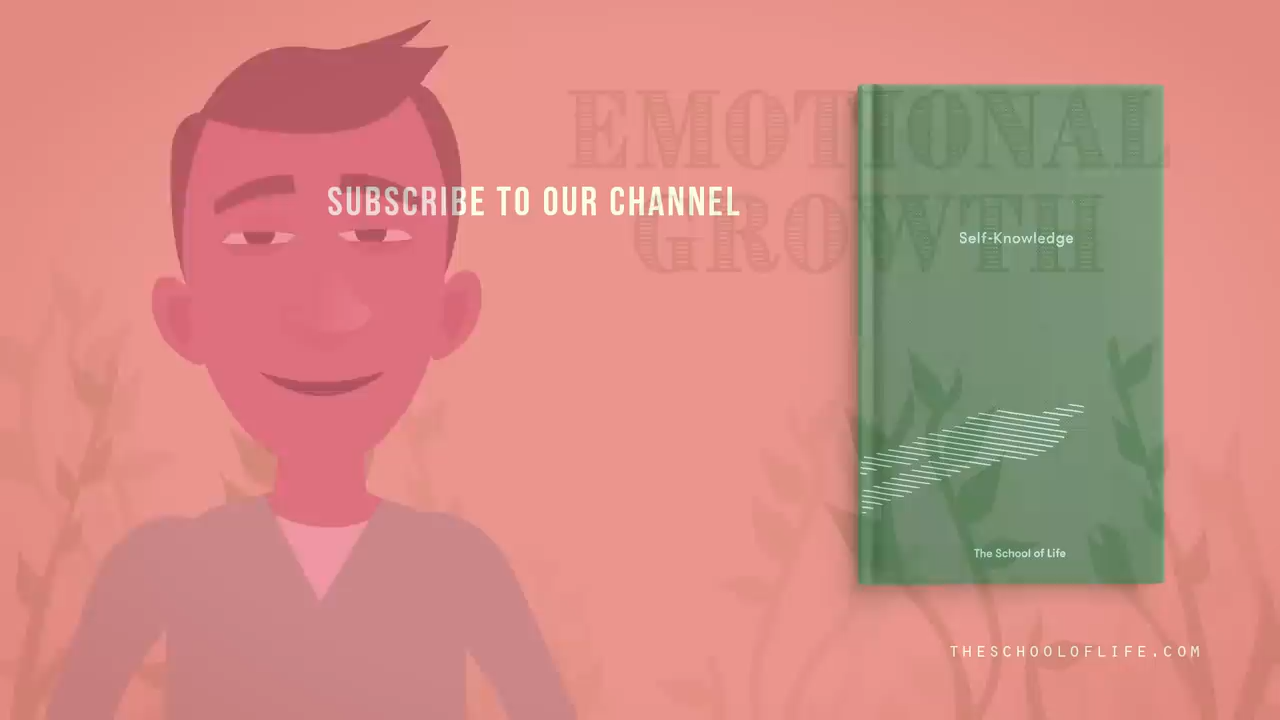 EMOTIONAL
GROWTH
SUBSCRIBE TO OUR CHANNEL
Self-Knowledge
The School of Life
THESCHOOLOFLIFE.COM